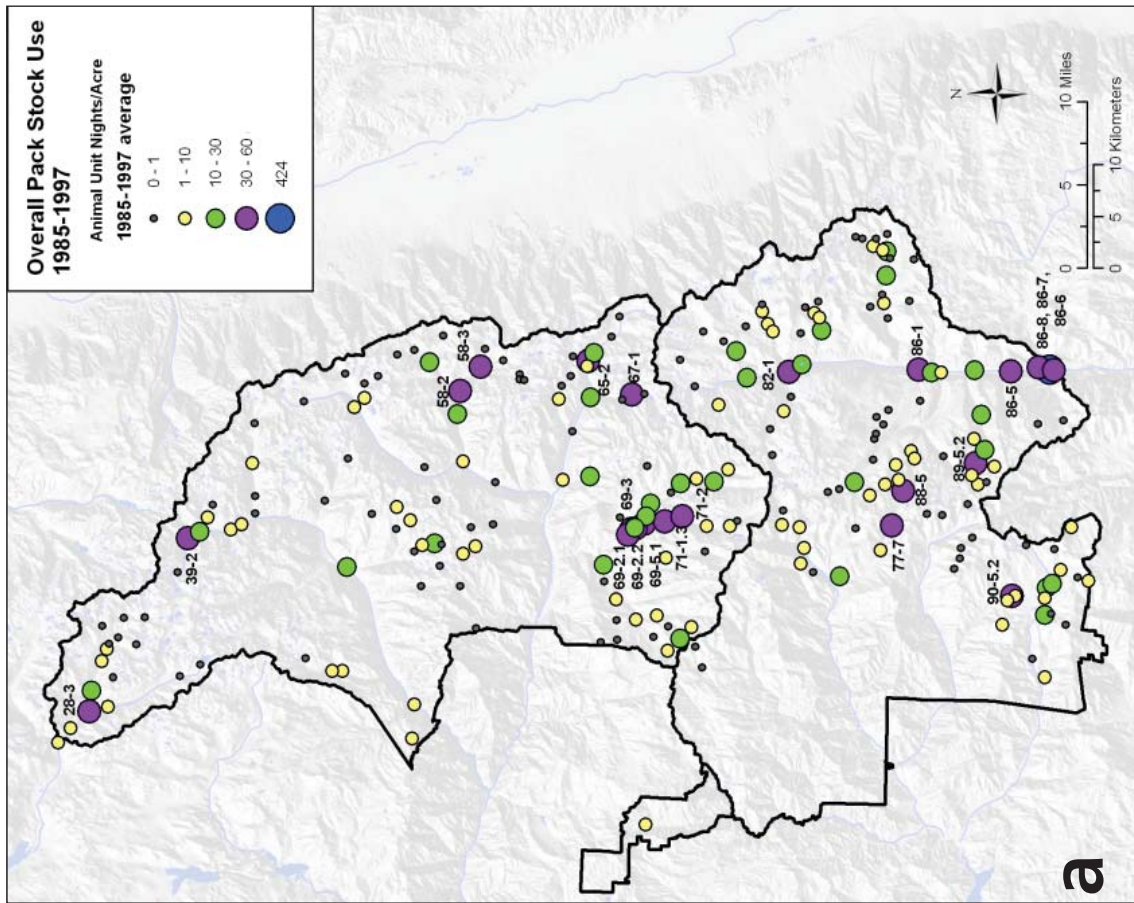 Overall Pack Stock Use
1985-1997
Animal Unit Nights/Acre
1985-1997 average
0 - 1
1 - 10
10 - 30
30 - 60
424
28-3
39-2
58-2
58-3
65-2
67-1
69-3
69-2.1
69-2.2
69-5.1
71-1.3
71-2
82-1
86-1
88-5
77-7
89-5.2
86-5
86-8, 86-7,
86-6
90-5.2
N
0 5 10 Miles
0 5 10 Kilometers
a